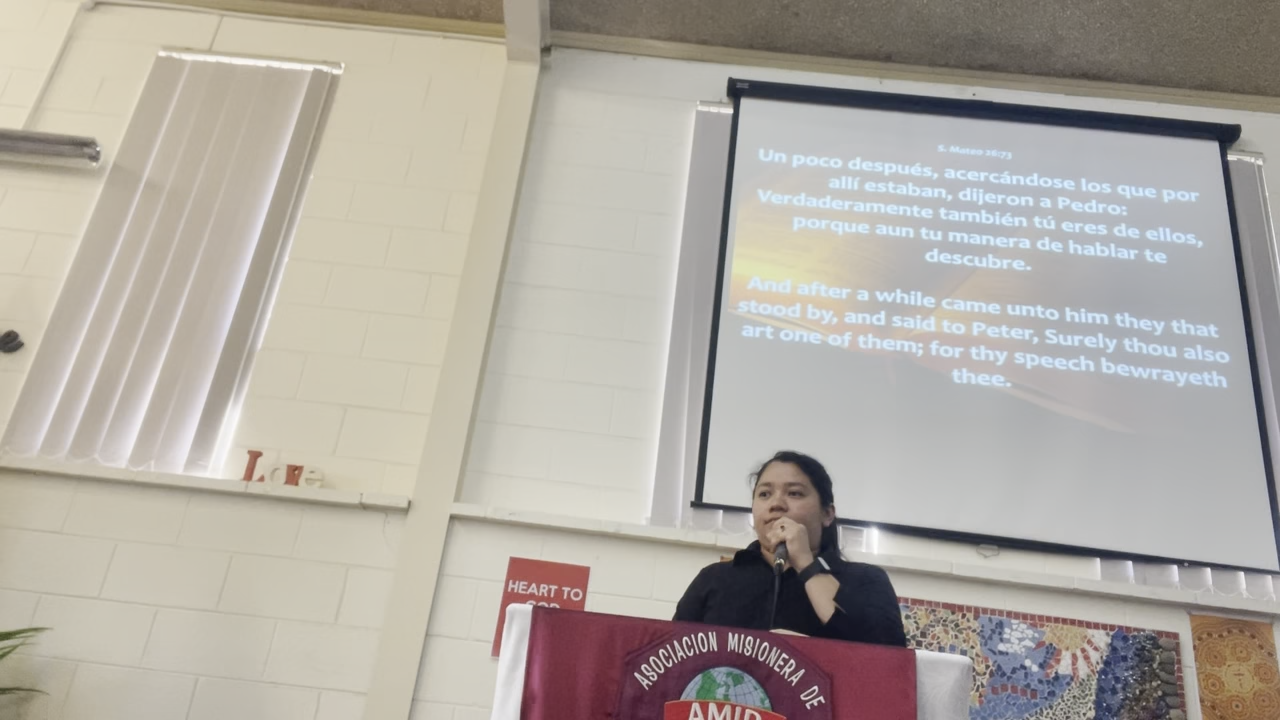 S. Mateo 26:73
Un poco después, acercándose los que por
allí estaban, dijeron a Pedro:
Verdaderamente también tú eres de ellos,
porque aun tu manera de hablar te
descubre.
And after a while came unto him they that
stood by, and said to Peter, Surely thou also
art one of them; for thy speech bewrayeth
thee.
Love
HEART TO
GOD
ASOCIACION MISIONERA DE
AMID